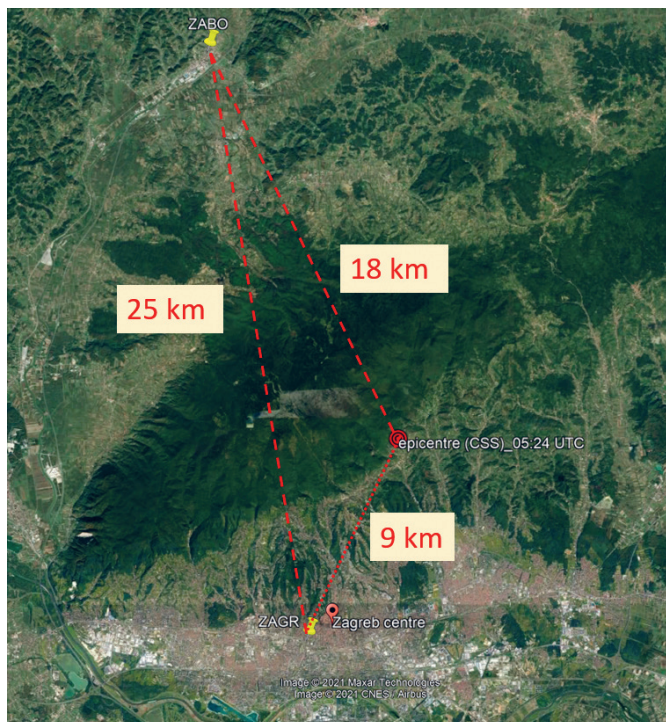 ZABO
18 km
25 km
epicentre (CSS)_05:24 UTC
9 km
ZAGR
Zagreb centre
Image © 2021 Maxar Technologies
Image © 2021 CNES / Airbus